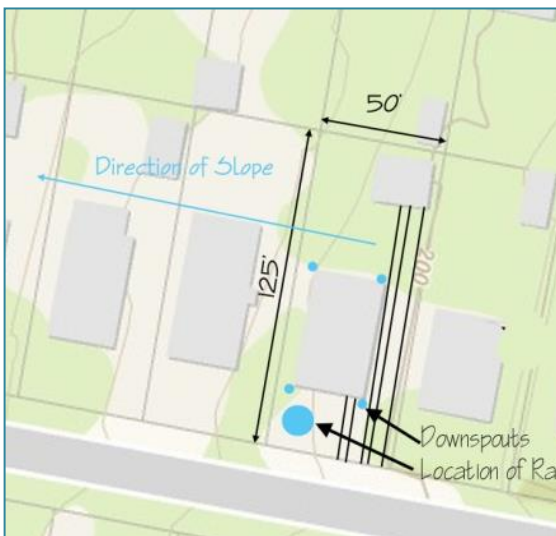 50'
Direction of Slope
125'
200
Downspouts
Location of Ra